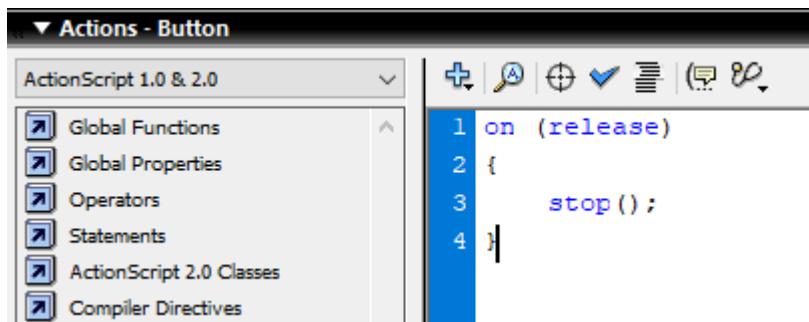 Actions - Button
ActionScript 1.0 & 2.0
Global Functions
Global Properties
Operators
Statements
ActionScript 2.0 Classes
Compiler Directives
1 on (release)
2 {
3 stop();
4 }